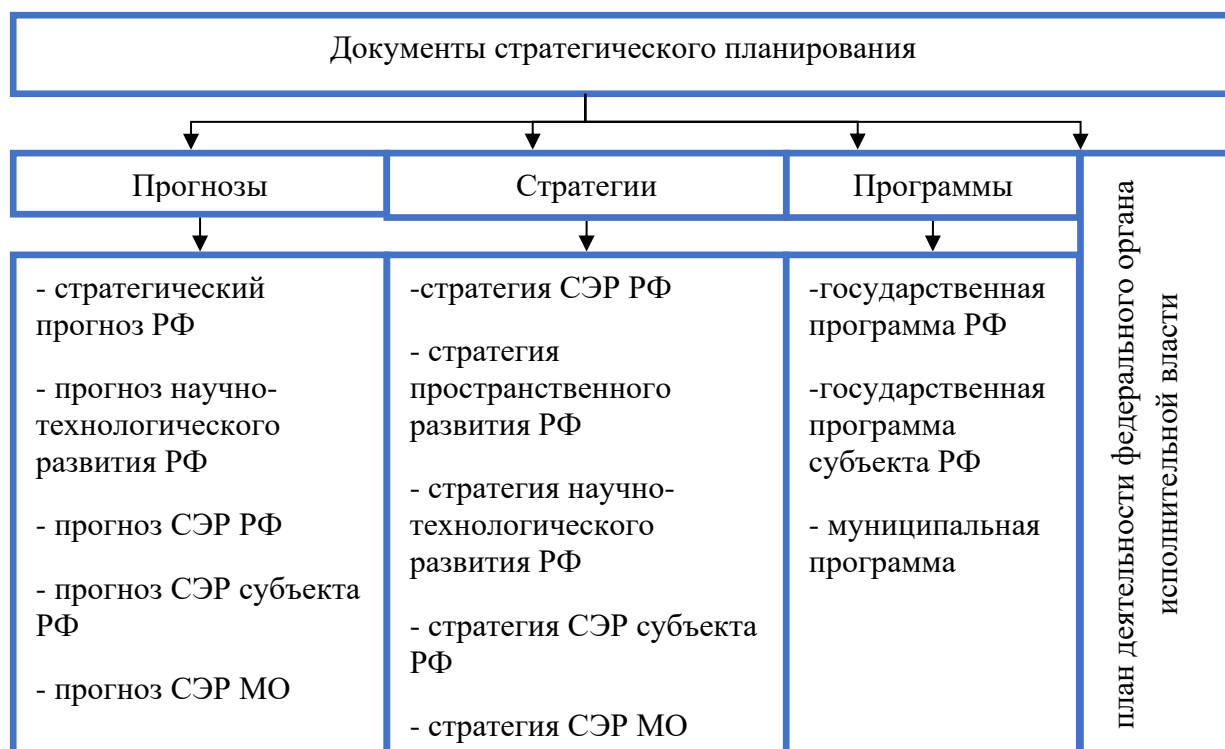 Документы стратегического планирования
Прогнозы
Стратегии
Программы
- стратегический
прогноз РФ
- прогноз научно-
технологического
развития РФ
- прогноз СЭР РФ
- прогноз СЭР субъекта
РФ
- прогноз СЭР МО
-стратегия СЭР РФ
- стратегия
пространственного
развития РФ
- стратегия научно-
технологического
развития РФ
- стратегия СЭР субъекта
РФ
- стратегия СЭР МО
-государственная
программа РФ
-государственная
программа
субъекта РФ
- муниципальная
программа
план деятельности федерального органа
исполнительной власти